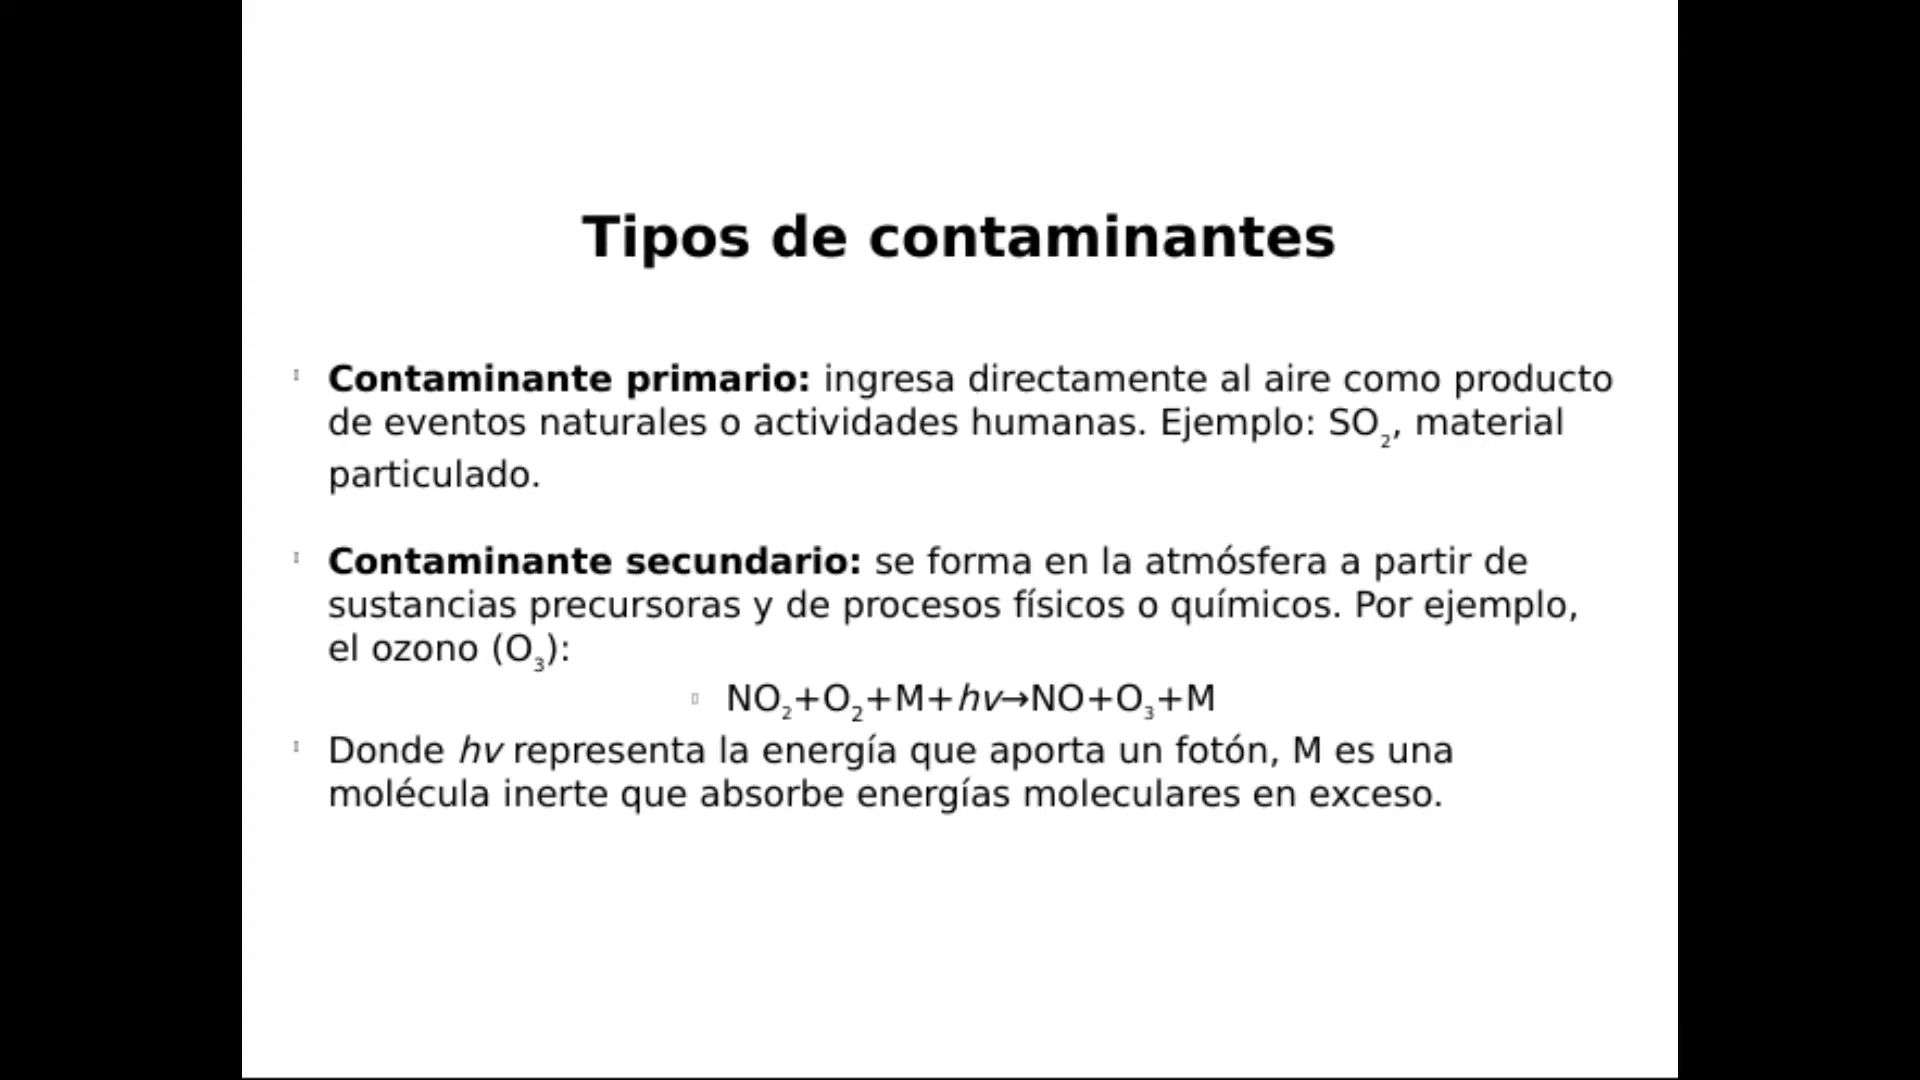 Tipos de contaminantes
Contaminante primario: ingresa directamente al aire como producto
de eventos naturales o actividades humanas. Ejemplo: SO₂, material
particulado.
Contaminante secundario: se forma en la atmósfera a partir de
sustancias precursoras y de procesos físicos o químicos. Por ejemplo,
el ozono (O₃):
NO₂+O₂+M+hv→NO+O₃+M
Donde hv representa la energía que aporta un fotón, M es una
molécula inerte que absorbe energías moleculares en exceso.